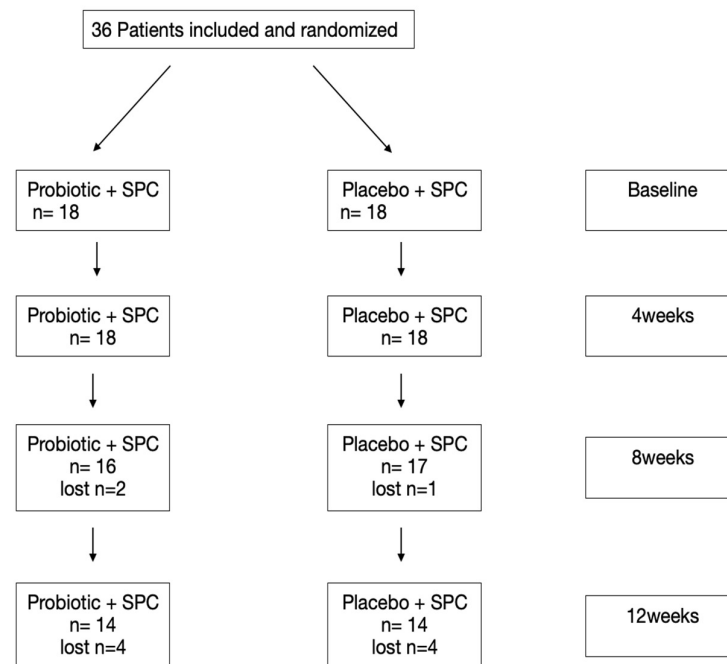 36 Patients included and randomized
Probiotic + SPC
n= 18
Placebo + SPC
n= 18
Baseline
Probiotic + SPC
n= 18
Placebo + SPC
n= 18
4weeks
Probiotic + SPC
n= 16
lost n=2
Placebo + SPC
n= 17
lost n=1
8weeks
Probiotic + SPC
n= 14
lost n=4
Placebo + SPC
n= 14
lost n=4
12weeks